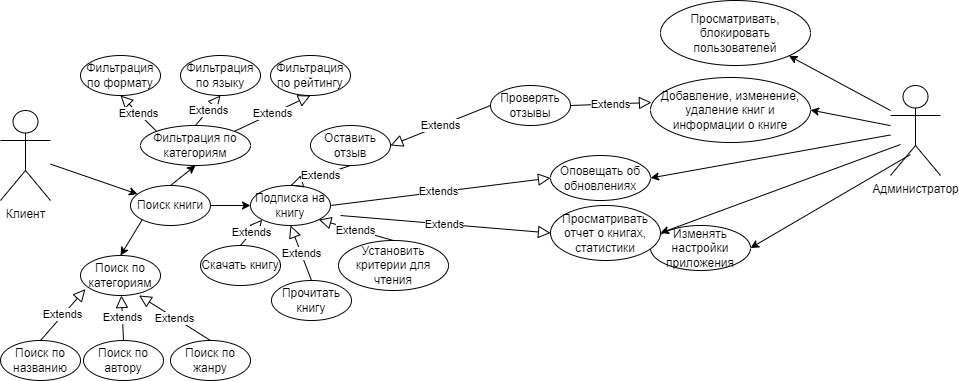 Просматривать,
блокировать
пользователей
Фильтрация
по формату
Фильтрация
по языку
Фильтрация по
рейтингу
Extends
Extends
Extends
Проверять
отзывы
Extends
Добавление, изменение,
удаление книг и
информации о книге
Extends
Фильтрация по
категориям
Оставить
отзыв
Extends
Оповещать об
обновлениях
Администратор
Клиент
Поиск книги
Подписка на
книгу
Extends
Extends
Просматривать
отчет о книгах,
статистики
Изменять
настройки
приложения
Extends
Extends
Extends
Скачать книгу
Установить
критерии для
чтения
Прочитать
книгу
Поиск по
категориям
Extends
Extends
Extends
Поиск по
названию
Поиск по
автору
Поиск по
жанру